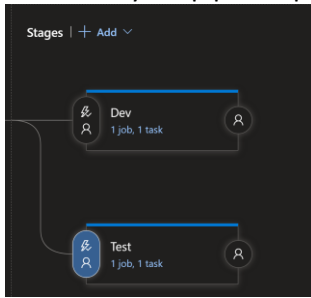 Stages | + Add
Dev
1 job, 1 task
Test
1 job, 1 task